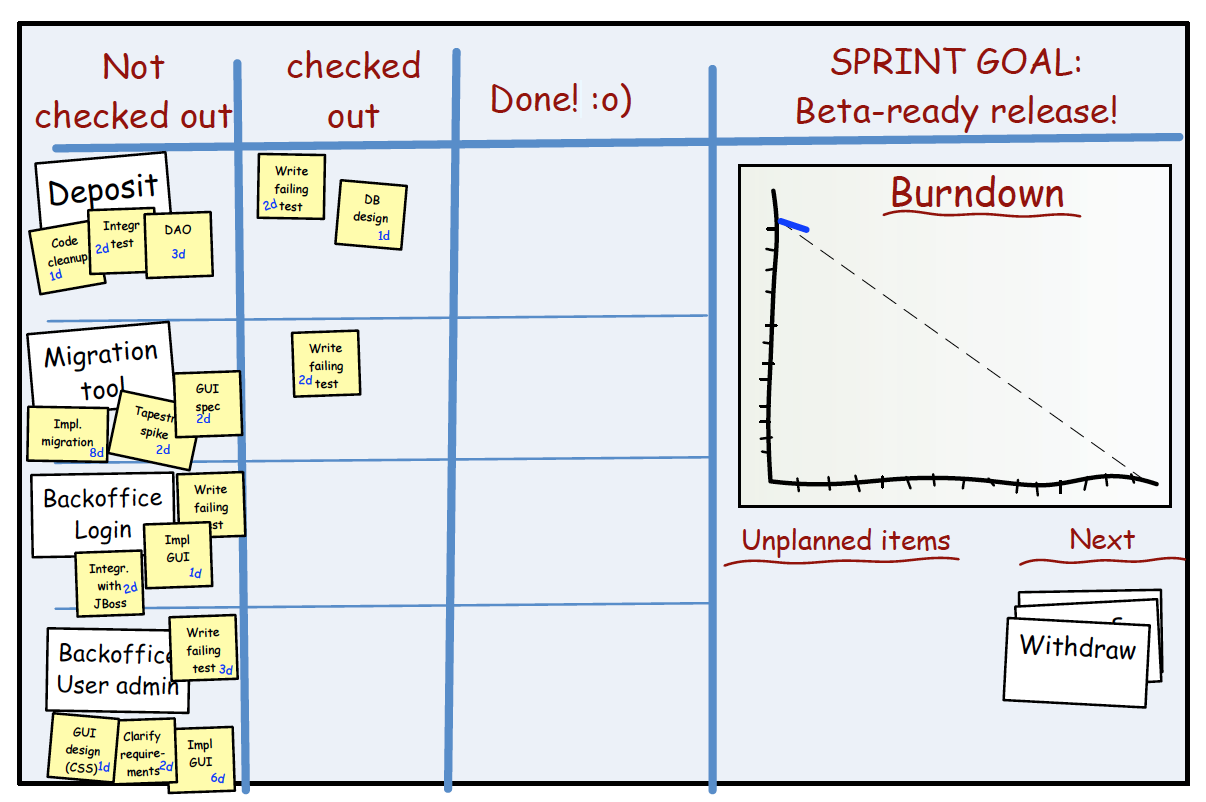 Not
checked out
checked
out
Done! :o)
SPRINT GOAL:
Beta-ready release!
Deposit
Code
cleanup
1d
Integr
test
2d
DAO
3d
Write
failing
test
2d
DB
design
1d
Migration
tool
Impl.
migration
8d
Tapestr
spike
2d
GUI
spec
2d
Write
failing
test
2d
Backoffice
Login
Write
failing
st
Impl
GUI
1d
Integr.
with
JBoss
2d
Backoffice
User admin
Write
failing
test
3d
GUI
design
(CSS)
1d
Clarify
require-
ments
2d
Impl
GUI
6d
Burndown
Unplanned items
Next
Withdraw